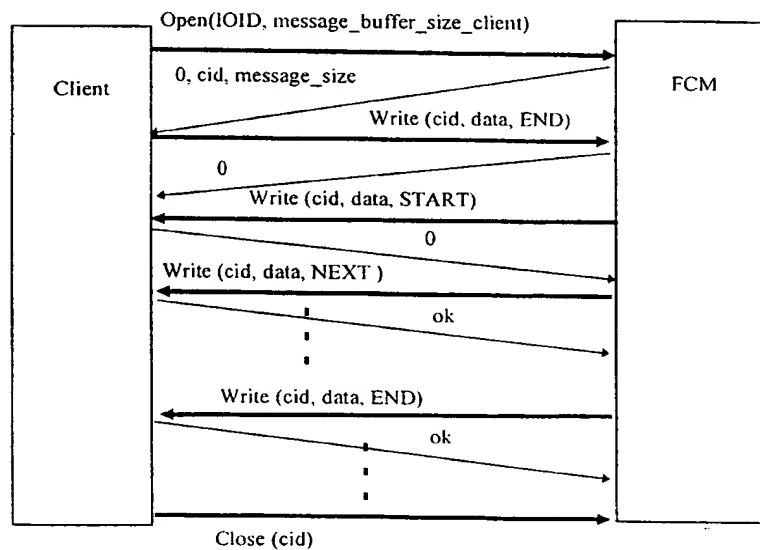 Open(IOID, message_buffer_size_client)
Client
FCM
0, cid, message_size
Write (cid, data, END)
0
Write (cid, data, START)
0
Write (cid, data, NEXT )
ok
Write (cid, data, END)
ok
Close (cid)